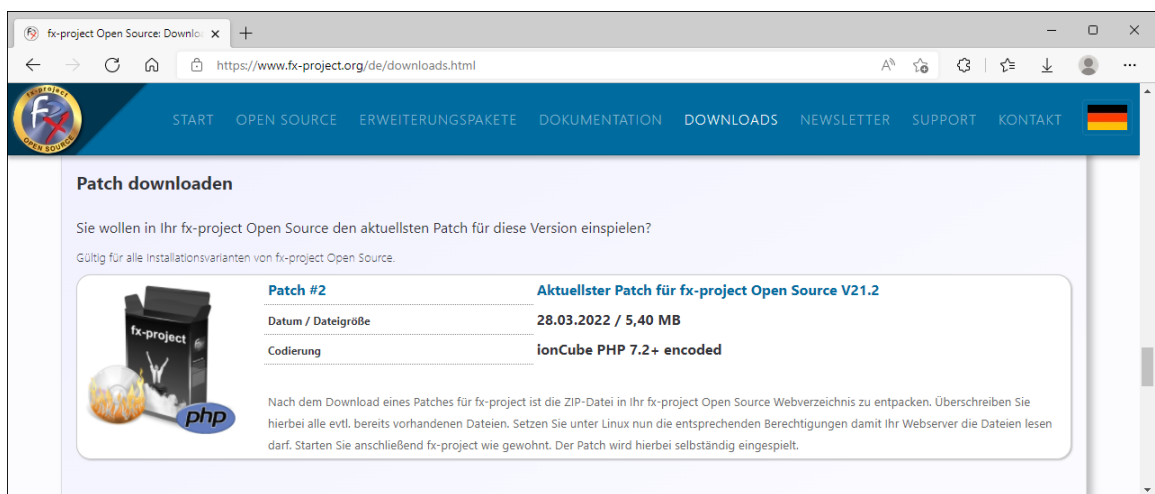 fx-project Open Source: Downlo
https://www.fx-project.org/de/downloads.html
fx-project
OPEN SOURCE
START OPEN SOURCE ERWEITERUNGSPAKETE DOKUMENTATION DOWNLOADS NEWSLETTER SUPPORT KONTAKT
Patch downloaden
Sie wollen in Ihr fx-project Open Source den aktuellsten Patch für diese Version einspielen?
Gültig für alle Installationsvarianten von fx-project Open Source.
fx-project
php
Patch #2 Aktuellster Patch für fx-project Open Source V21.2
Datum / Dateigröße 28.03.2022 / 5,40 MB
Codierung ionCube PHP 7.2+ encoded
Nach dem Download eines Patches für fx-project ist die ZIP-Datei in Ihr fx-project Open Source Webverzeichnis zu entpacken. Überschreiben Sie
hierbei alle evtl. bereits vorhandenen Dateien. Setzen Sie unter Linux nun die entsprechenden Berechtigungen damit Ihr Webserver die Dateien lesen
darf. Starten Sie anschließend fx-project wie gewohnt. Der Patch wird hierbei selbständig eingespielt.